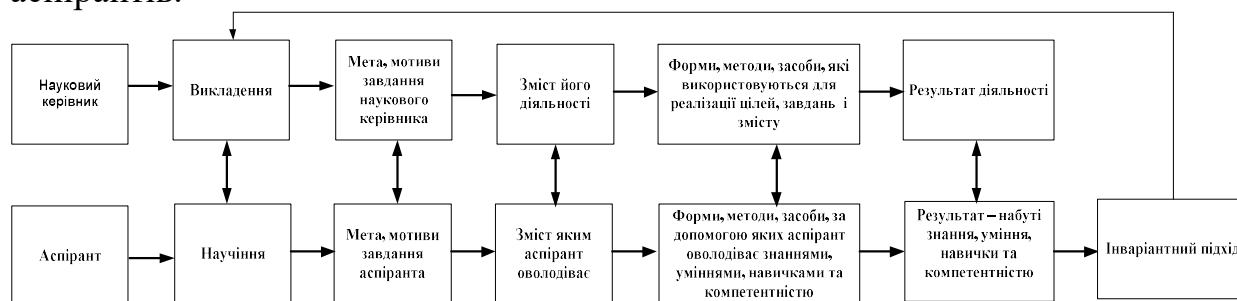 аспірантів.
Науковий
керівник
Викладення
Мета, мотиви
завдання
наукового
керівника
Зміст його
діяльності
Форми, методи, засоби, які
використовуються для
реалізації цілей, завдань і
змісту
Результат діяльності
Аспірант
Научіння
Мета, мотиви
завдання
аспіранта
Зміст яким
аспірант
оволодіває
Форми, методи, засоби, за
допомогою яких аспірант
оволодіває знаннями,
уміннями, навичками та
компетентністю
Результат – набуті
знання, уміння,
навички та
компетентністю
Інваріантний підхід